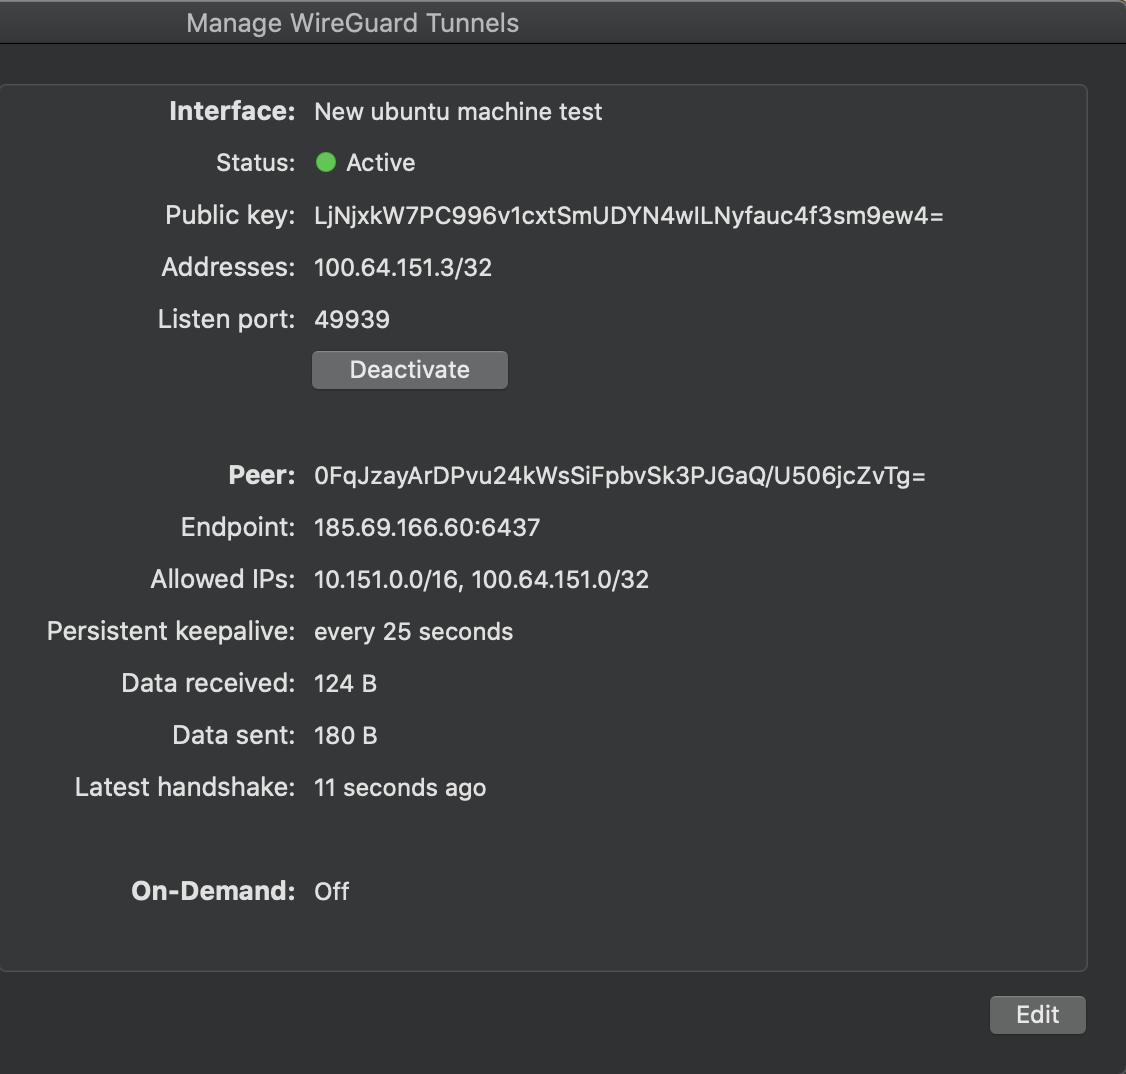 Manage WireGuard Tunnels
Interface: New ubuntu machine test
Status: Active
Public key: LjNjxkW7PC996v1cxtSmUDYN4wILNyfauc4f3sm9ew4=
Addresses: 100.64.151.3/32
Listen port: 49939
Deactivate
Peer: 0FqJzayArDPvu24kWsSiFpbvSk3PJGaQ/U506jcZvTg=
Endpoint: 185.69.166.60:6437
Allowed IPs: 10.151.0.0/16, 100.64.151.0/32
Persistent keepalive: every 25 seconds
Data received: 124 B
Data sent: 180 B
Latest handshake: 11 seconds ago
On-Demand: Off
Edit